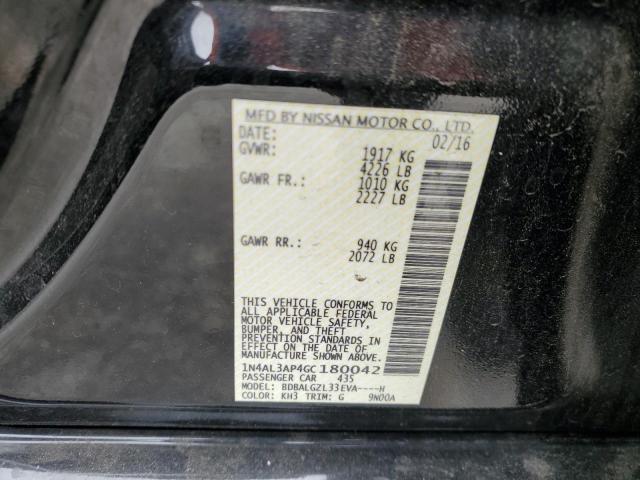 MFD BY NISSAN MOTOR CO., LTD.
DATE: 02/16
GVWR: 1917 KG
4226 LB
GAWR FR.: 1010 KG
2227 LB
GAWR RR.: 940 KG
2072 LB
THIS VEHICLE CONFORMS TO
ALL APPLICABLE FEDERAL
MOTOR VEHICLE SAFETY,
BUMPER, AND THEFT
PREVENTION STANDARDS IN
EFFECT ON THE DATE OF
MANUFACTURE SHOWN ABOVE.
1N4AL3AP4GC180042
PASSENGER CAR 435
MODEL: BDBALGZL33EVA----H
COLOR: KH3 TRIM: G 9N00A